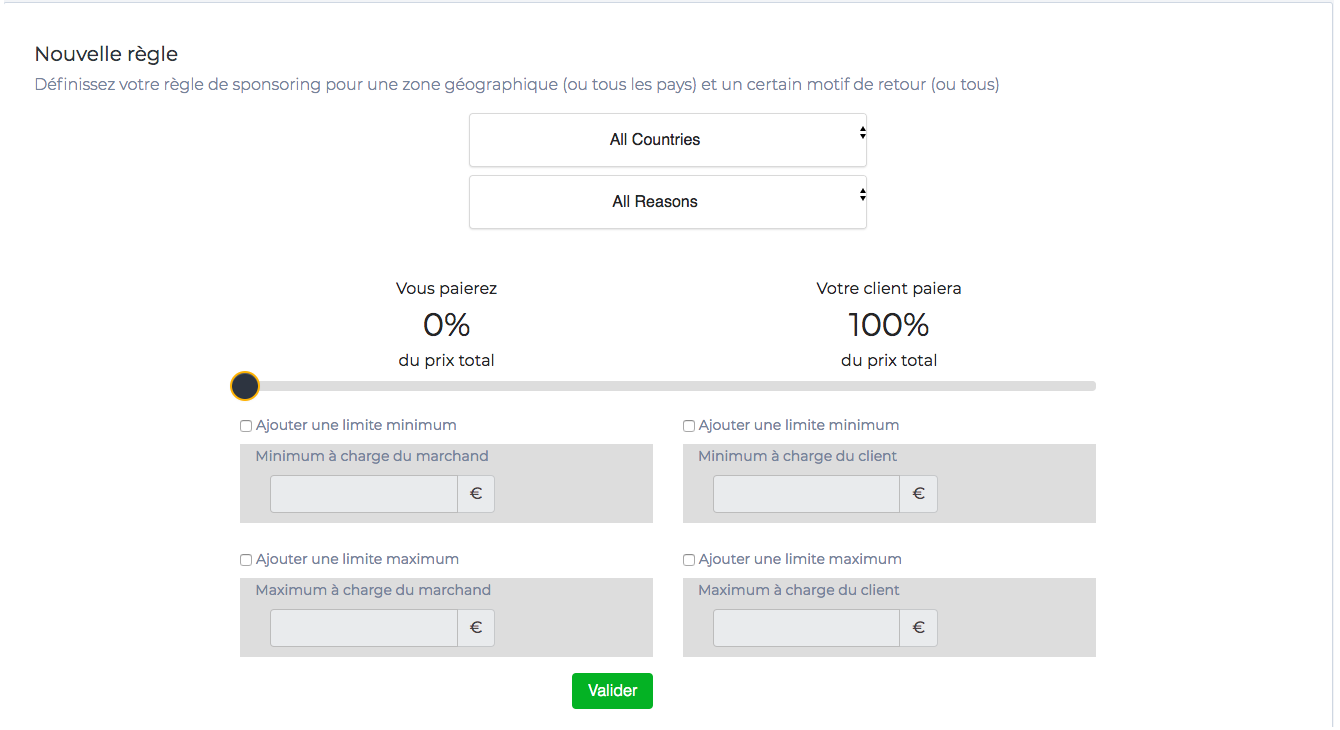 Nouvelle règle
Définissez votre règle de sponsoring pour une zone géographique (ou tous les pays) et un certain motif de retour (ou tous)
All Countries
All Reasons
Vous paierez
0%
du prix total
Votre client paiera
100%
du prix total
Ajouter une limite minimum
Minimum à charge du marchand
€
Ajouter une limite minimum
Minimum à charge du client
€
Ajouter une limite maximum
Maximum à charge du marchand
€
Ajouter une limite maximum
Maximum à charge du client
€
Valider